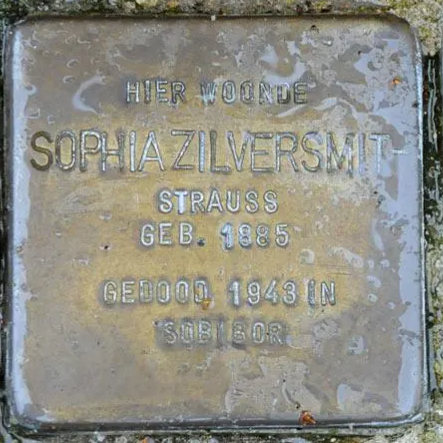 HIER WOONDE
SOPHIA ZILVERSMIT-
STRAUSS
GEB. 1885
GEDOOD 1943 IN
SOBIBOR